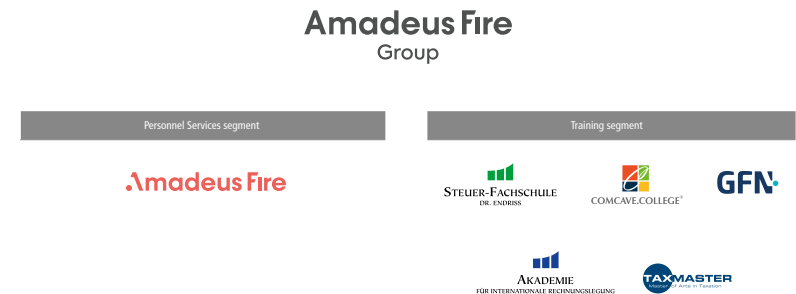 Amadeus Fire
Group
Personnel Services segment
Training segment
Amadeus Fire
STEUER-FACHSCHULE
DR. ENDRISS
COMCAVE.COLLEGE®
GFN
AKADEMIE
FÜR INTERNATIONALE RECHNUNGSLEGUNG
TAXMASTER
Master of Arts in Taxation